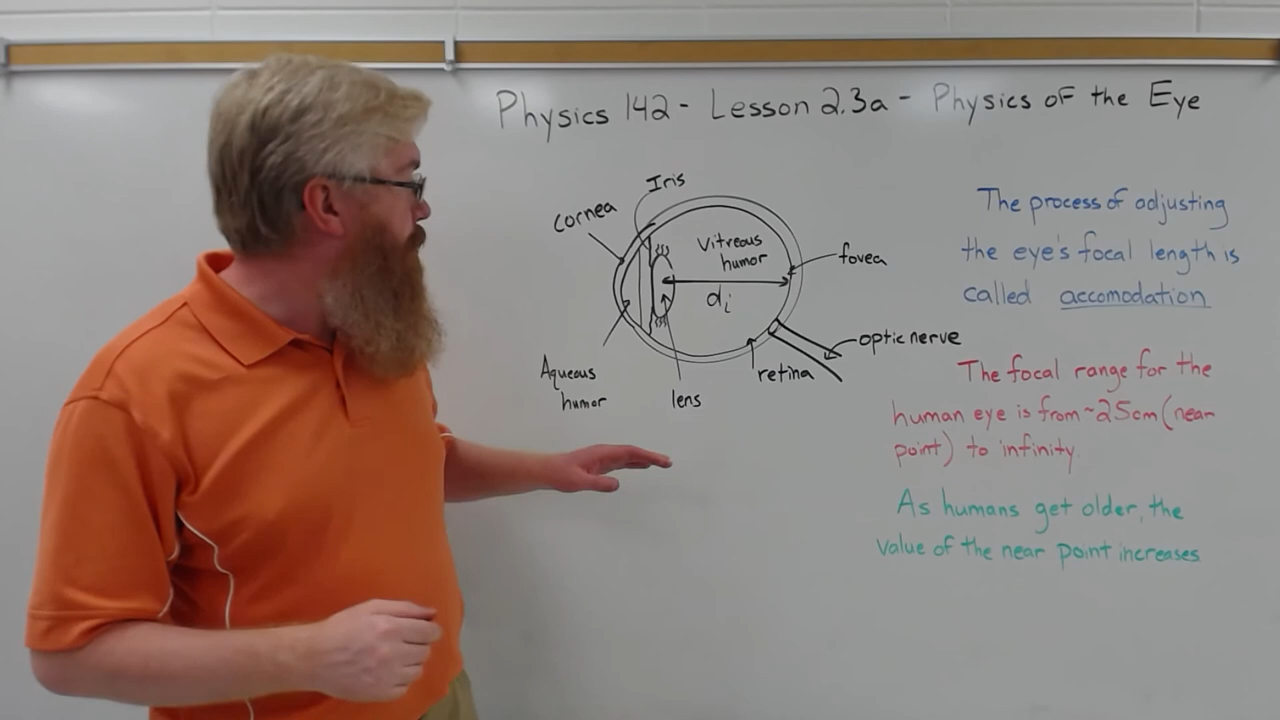 Physics 142 - Lesson 2.3a - Physics of the Eye
Iris
cornea
Vitreous
humor
fovea
di
optic nerve
retina
Aqueous
humor
lens
The process of adjusting
the eye's focal length is
called accomodation
The focal range for the
human eye is from ~25cm (near
point) to infinity
As humans get older, the
value of the near point increases